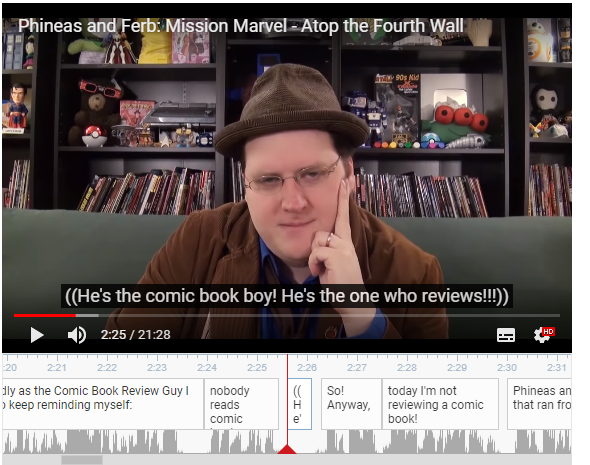 Phineas and Ferb: Mission Marvel - Atop the Fourth Wall
90s Kid
((He's the comic book boy! He's the one who reviews!!!))
2:25 / 21:28
HD
:20 2:21 2:22 2:23 2:24 2:25 2:26 2:27 2:28 2:29 2:30 2:31
dly as the Comic Book Review Guy I
o keep reminding myself:
nobody
reads
comic
((
H
e'
So!
Anyway,
today I'm not
reviewing a comic
book!
Phineas an
that ran fro